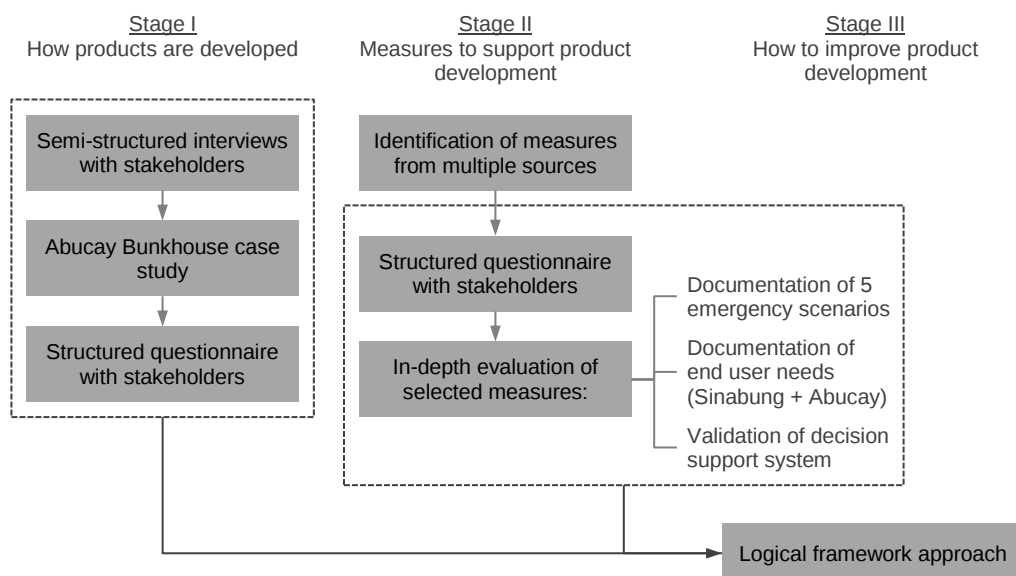 Stage I
How products are developed
Stage II
Measures to support product
development
Stage III
How to improve product
development
Semi-structured interviews
with stakeholders
Abucay Bunkhouse case
study
Structured questionnaire
with stakeholders
Identification of measures
from multiple sources
Structured questionnaire
with stakeholders
In-depth evaluation of
selected measures:
Documentation of 5
emergency scenarios
Documentation of
end user needs
(Sinabung + Abucay)
Validation of decision
support system
Logical framework approach